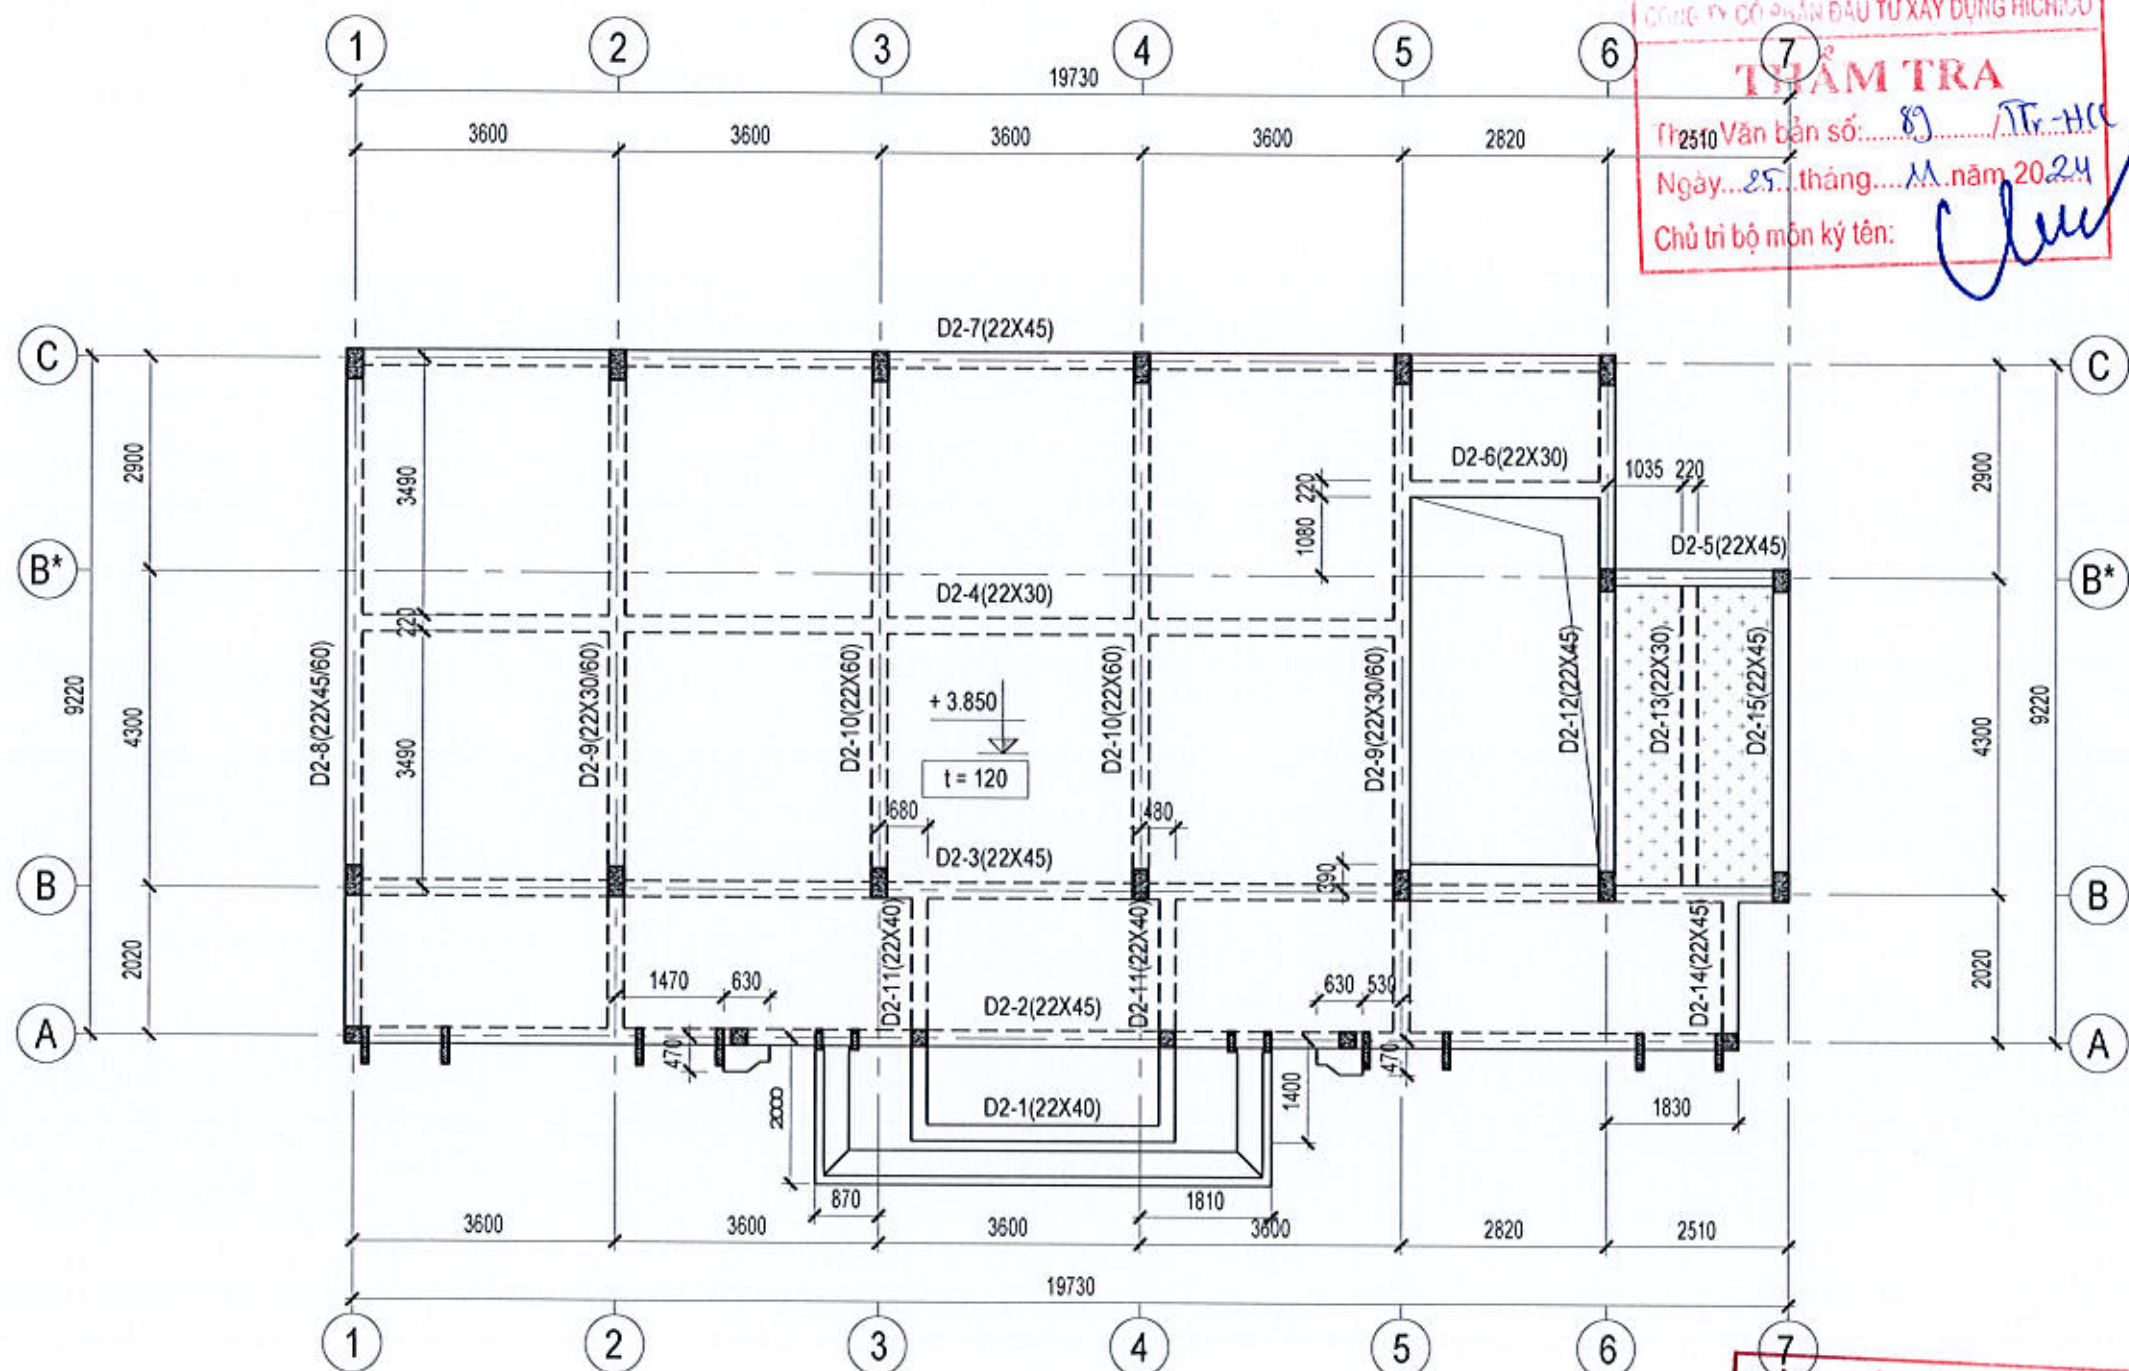 CÔNG TY CỔ PHẦN ĐẦU TƯ XÂY DỰNG HICHICO
THẨM TRA
Theo Văn bản số: 89 / TTr-HCC
Ngày 25 tháng 11 năm 2024
Chủ trì bộ môn ký tên:
1 2 3 4 5 6 7
19730
3600 3600 3600 3600 2820 2510
D2-7(22X45)
C C
2900 3490 D2-6(22X30) 1035 220 2900
220
1080
D2-5(22X45)
B* B*
D2-4(22X30)
220
D2-8(22X45/60) D2-9(22X30/60) D2-10(22X60) D2-10(22X60) D2-9(22X30/60) D2-12(22X45) D2-13(22X30) D2-15(22X45)
9220 4300 3490 4300 9220
+ 3.850
t = 120
680 480
D2-3(22X45)
390
B B
D2-11(22X40) D2-11(22X40) D2-14(22X45)
2020 1470 630 630 530 2020
D2-2(22X45)
A A
470 470
2000 1400
D2-1(22X40)
1830
870 1810
3600 3600 3600 3600 2820 2510
19730
1 2 3 4 5 6 7